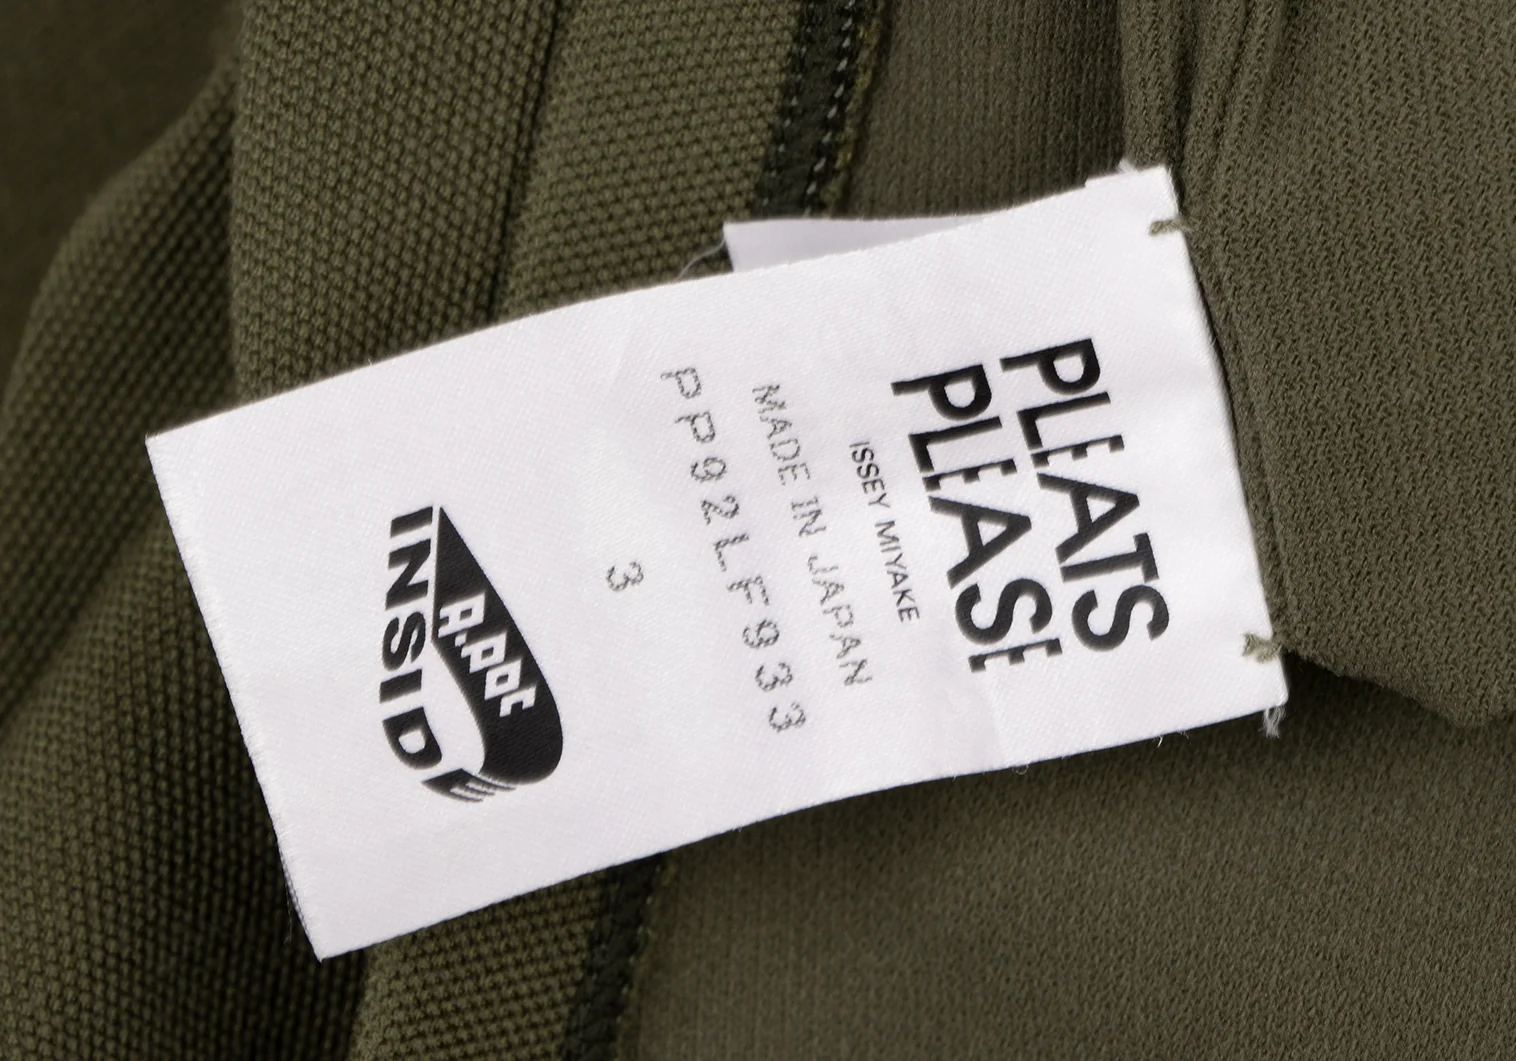 PLEATS
PLEASE
ISSEY MIYAKE
MADE IN JAPAN
PP92LF933
3
A.POC
INSIDE